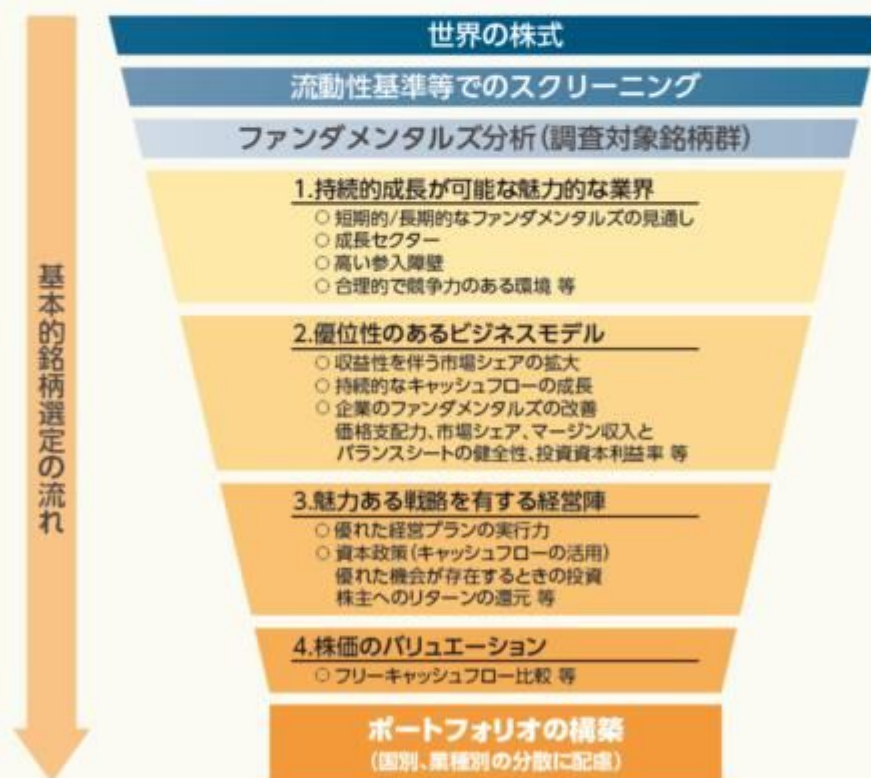 世界の株式
流動性基準等でのスクリーニング
ファンダメンタルズ分析(調査対象銘柄群)
基本的銘柄選定の流れ
1.持続的成長が可能な魅力的な業界
○ 短期的/長期的なファンダメンタルズの見通し
○ 成長セクター
○ 高い参入障壁
○ 合理的で競争力のある環境 等
2.優位性のあるビジネスモデル
○ 収益性を伴う市場シェアの拡大
○ 持続的なキャッシュフローの成長
○ 企業のファンダメンタルズの改善
価格支配力、市場シェア、マージン収入と
バランスシートの健全性、投資資本利益率 等
3.魅力ある戦略を有する経営陣
○ 優れた経営プランの実行力
○ 資本政策(キャッシュフローの活用)
優れた機会が存在するときの投資
株主へのリターンの還元 等
4.株価のバリュエーション
○ フリーキャッシュフロー比較 等
ポートフォリオの構築
(国別、業種別の分散に配慮)